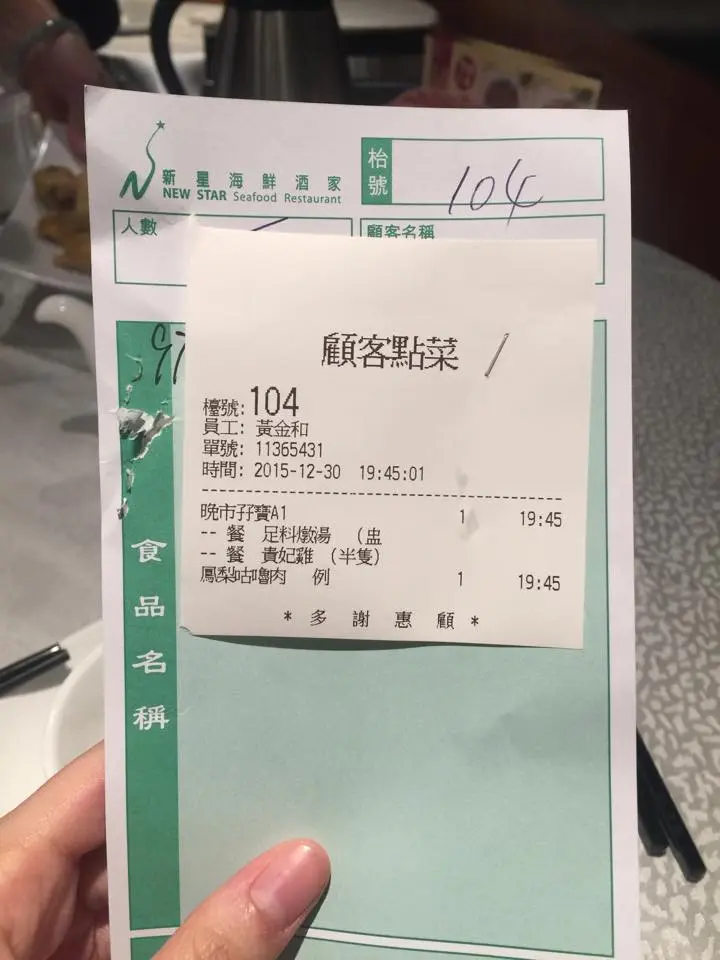 新星海鮮酒家
NEW STAR Seafood Restaurant
枱號
104
人數
顧客名稱
97
顧客點菜
檯號: 104
員工: 黃金和
單號: 11365431
時間: 2015-12-30 19:45:01
晚市孖寶A1 1 19:45
-- 餐 足料燉湯 （盅
-- 餐 貴妃雞 （半隻）
鳳梨咕嚕肉 例 1 19:45
* 多 謝 惠 顧 *
食品名稱